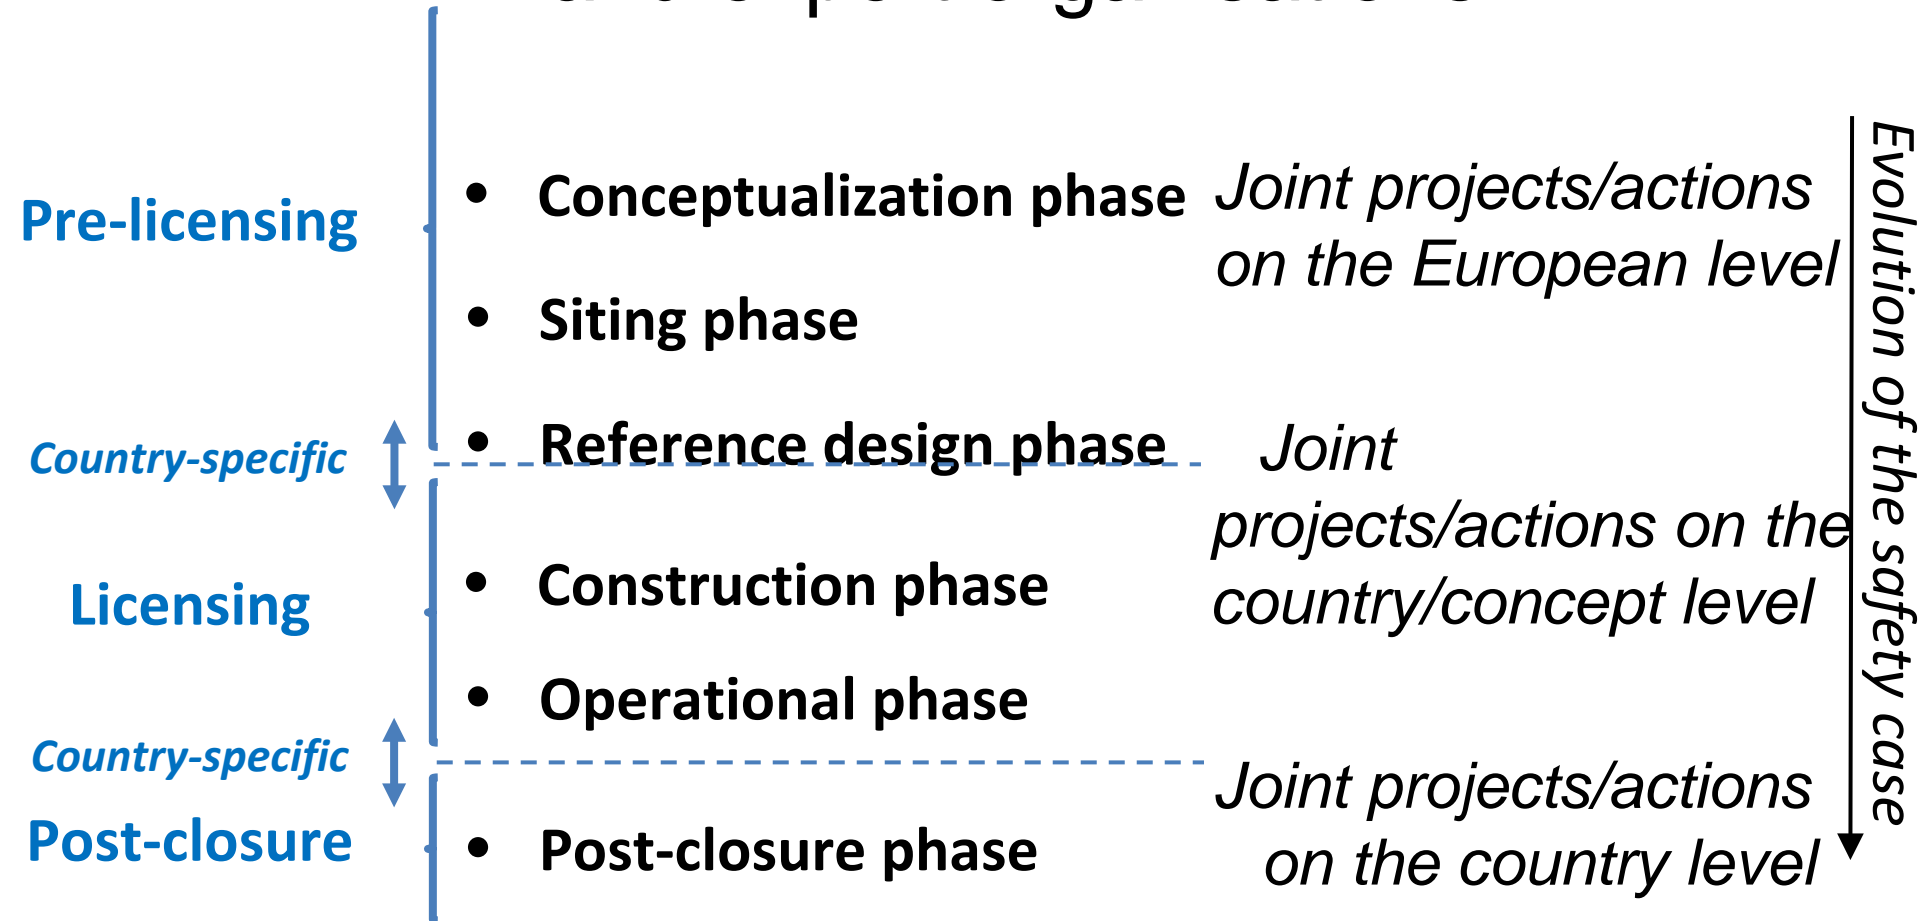 Pre-licensing
• Conceptualization phase
Joint projects/actions
on the European level
• Siting phase
Country-specific
• Reference design phase
Joint
projects/actions on the
country/concept level
Licensing
• Construction phase
• Operational phase
Country-specific
Joint projects/actions
on the country level
Post-closure
• Post-closure phase
Evolution of the safety case